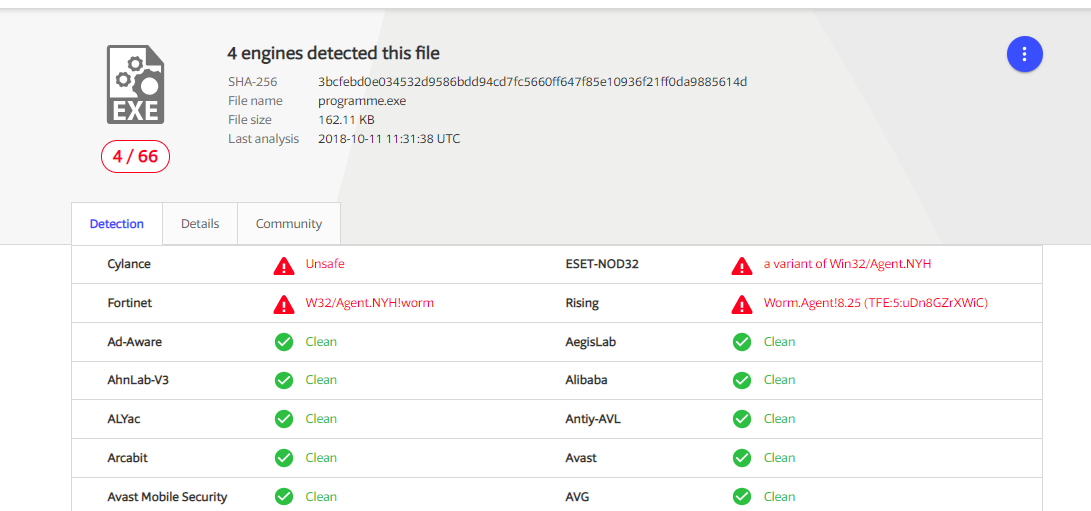 4 engines detected this file
SHA-256 3bcfebd0e034532d9586bdd94cd7fc5660ff647f85e10936f21ff0da9885614d
File name programme.exe
File size 162.11 KB
Last analysis 2018-10-11 11:31:38 UTC
EXE
4 / 66
Detection Details Community
Cylance Unsafe ESET-NOD32 a variant of Win32/Agent.NYH
Fortinet W32/Agent.NYH!worm Rising Worm.Agent!8.25 (TFE:5:uDn8GZrXWiC)
Ad-Aware Clean AegisLab Clean
AhnLab-V3 Clean Alibaba Clean
ALYac Clean Antiy-AVL Clean
Arcabit Clean Avast Clean
Avast Mobile Security Clean AVG Clean